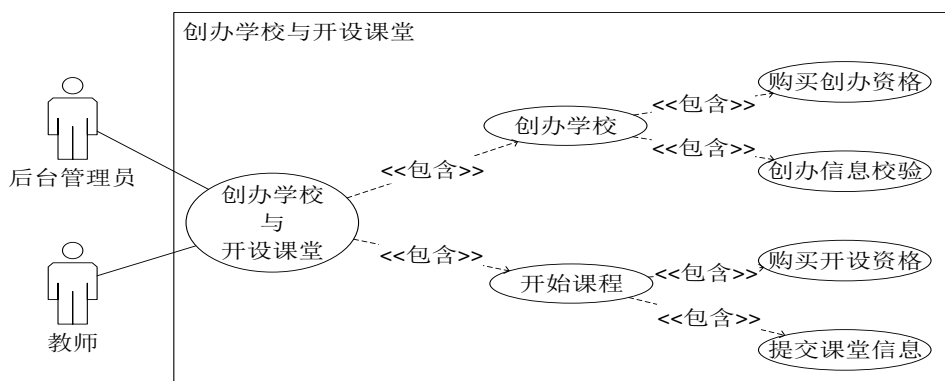 创办学校与开设课堂
购买创办资格
<<包含>>
创办学校
<<包含>>
创办信息校验
后台管理员
<<包含>>
创办学校
与
开设课堂
<<包含>>
购买开设资格
<<包含>>
开始课程
<<包含>>
提交课堂信息
教师